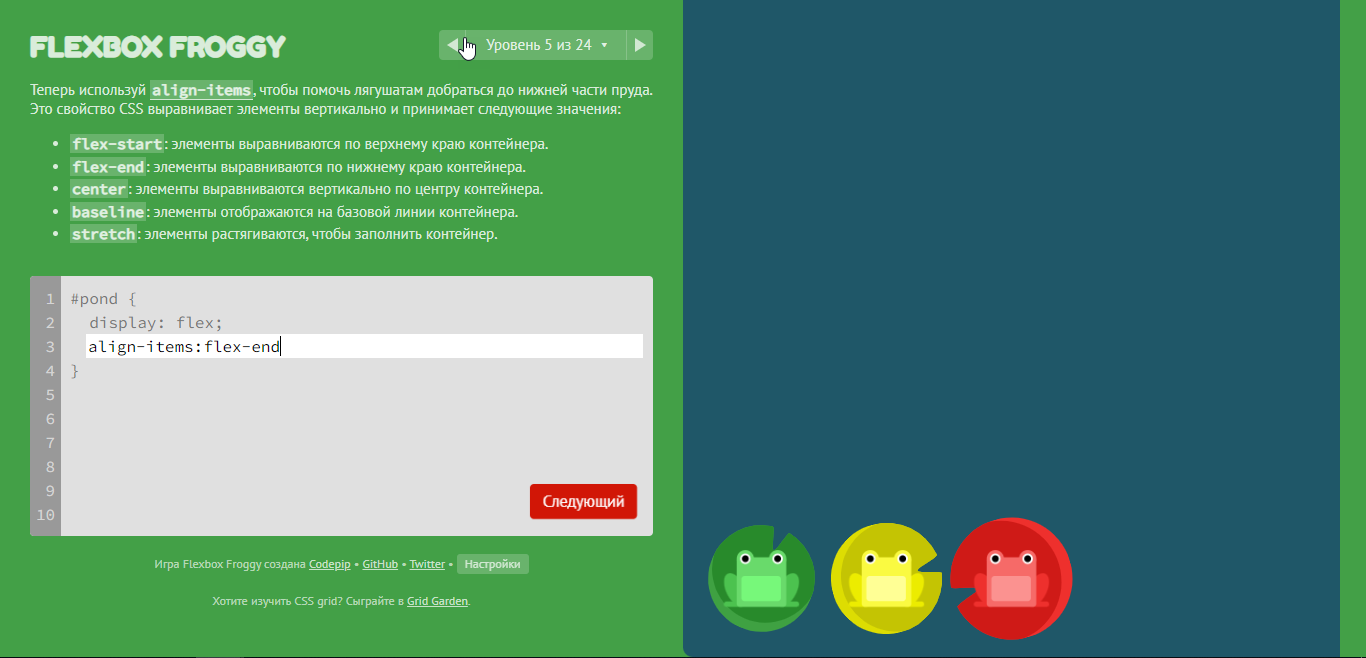 FLEXBOX FROGGY
Уровень 5 из 24
Теперь используй align-items, чтобы помочь лягушатам добраться до нижней части пруда.
Это свойство CSS выравнивает элементы вертикально и принимает следующие значения:
flex-start: элементы выравниваются по верхнему краю контейнера.
flex-end: элементы выравниваются по нижнему краю контейнера.
center: элементы выравниваются вертикально по центру контейнера.
baseline: элементы отображаются на базовой линии контейнера.
stretch: элементы растягиваются, чтобы заполнить контейнер.
1 #pond {
2 display: flex;
3 align-items:flex-end
4 }
5
6
7
8
9
10
Следующий
Игра Flexbox Froggy создана Codepip • GitHub • Twitter • Настройки
Хотите изучить CSS grid? Сыграйте в Grid Garden.